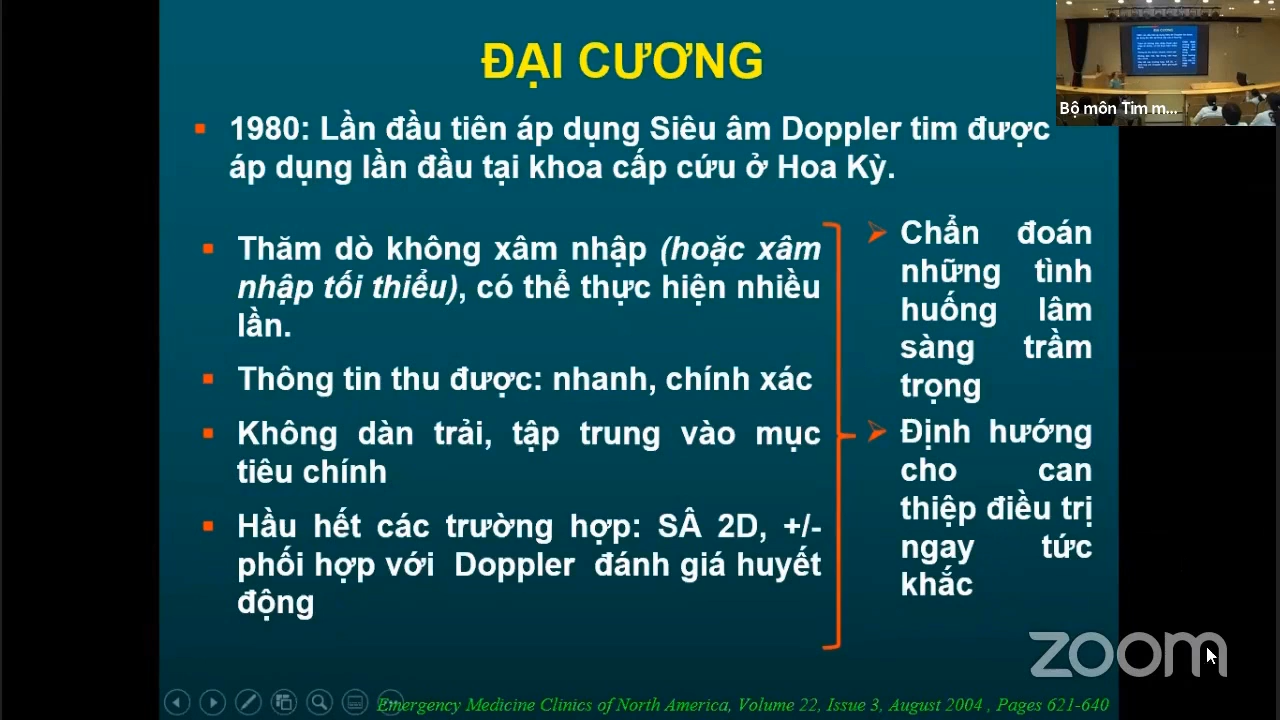 ĐẠI CƯƠNG
1980: Lần đầu tiên áp dụng Siêu âm Doppler tim được
áp dụng lần đầu tại khoa cấp cứu ở Hoa Kỳ.
Thăm dò không xâm nhập (hoặc xâm
nhập tối thiểu), có thể thực hiện nhiều
lần.
Thông tin thu được: nhanh, chính xác
Không dàn trải, tập trung vào mục
tiêu chính
Hầu hết các trường hợp: SÂ 2D, +/-
phối hợp với Doppler đánh giá huyết
động
Chẩn đoán
những tình
huống lâm
sàng trầm
trọng
Định hướng
cho can
thiệp điều trị
ngay tức
khắc
Bộ môn Tim m...
zoom
Emergency Medicine Clinics of North America, Volume 22, Issue 3, August 2004 , Pages 621-640